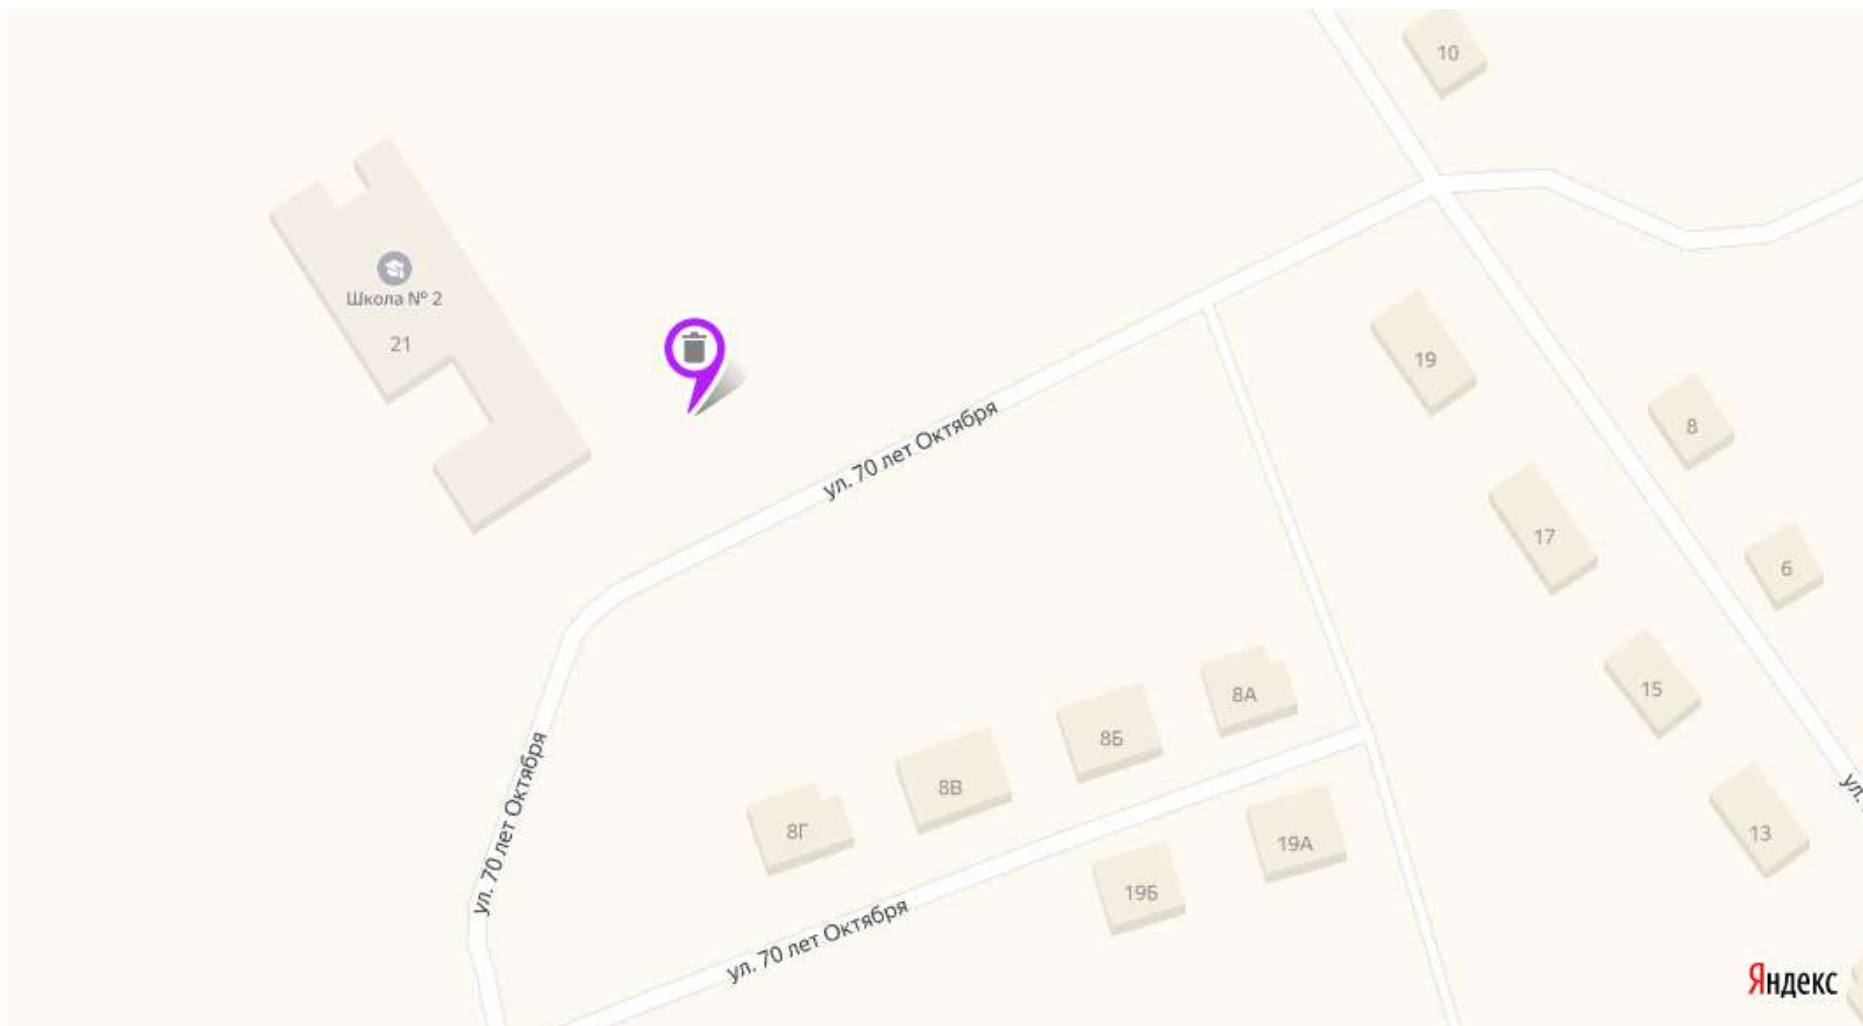 10
Школа № 2
21
19
8
ул. 70 лет Октября
17
6
15
8А
8Б
8В
8Г
ул. 70 лет Октября
13
19А
19Б
ул. 70 лет Октября
ул.
Яндекс